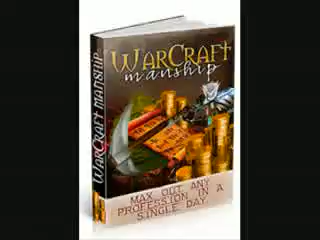 WARCRAFT
manship
MAX OUT ANY
PROFESSION IN A
SINGLE DAY
WARCRAFT MANSHIP